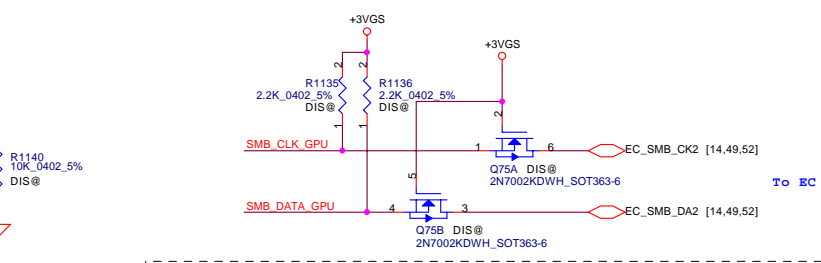 +3VGS
+3VGS
2
2
R1135
2.2K_0402_5%
DIS@
R1136
2.2K_0402_5%
DIS@
1
1
2
R1140
10K_0402_5%
DIS@
SMB_CLK_GPU
1
6
EC_SMB_CK2 [14,49,52]
Q75A DIS@
2N7002KDWH_SOT363-6
5
To EC
SMB_DATA_GPU
4
3
EC_SMB_DA2 [14,49,52]
Q75B DIS@
2N7002KDWH_SOT363-6